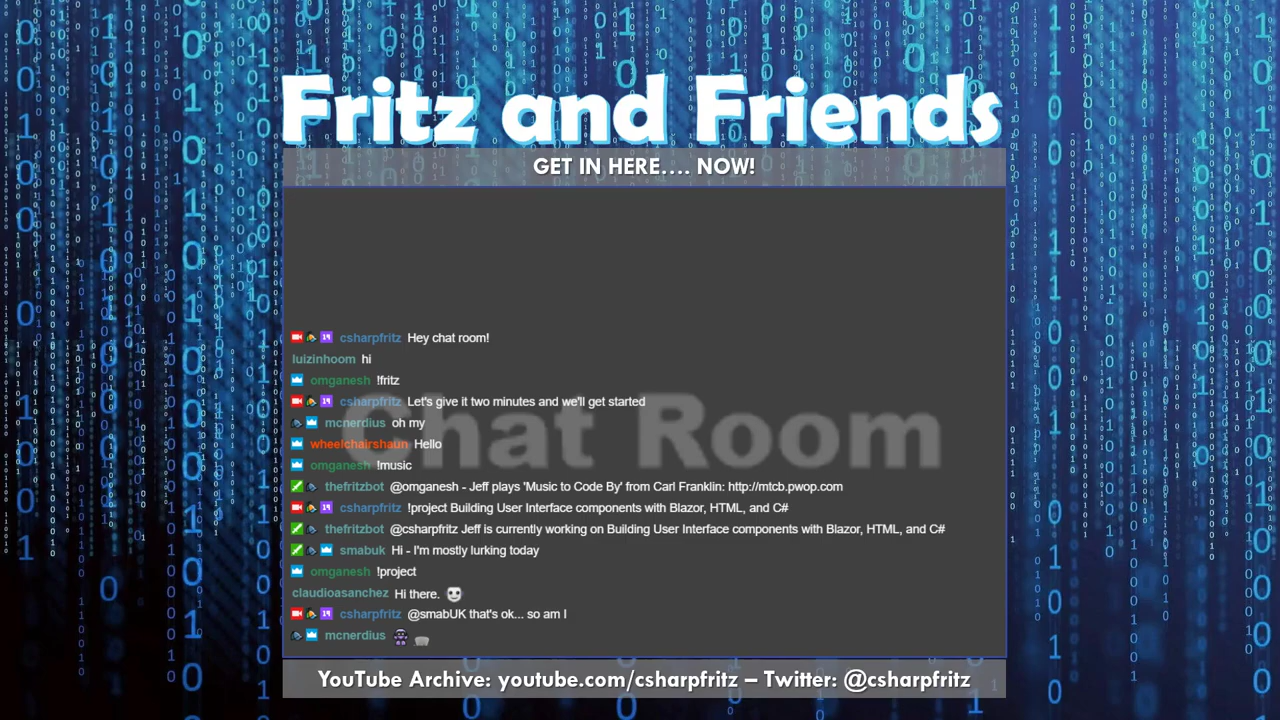 Fritz and Friends
GET IN HERE.... NOW!
Chat Room
csharpfritz Hey chat room!
luizinhoom hi
omganesh !fritz
csharpfritz Let's give it two minutes and we'll get started
mcnerdius oh my
wheelchairshaun Hello
omganesh !music
thefritzbot @omganesh - Jeff plays 'Music to Code By' from Carl Franklin: http://mtcb.pwop.com
csharpfritz !project Building User Interface components with Blazor, HTML, and C#
thefritzbot @csharpfritz Jeff is currently working on Building User Interface components with Blazor, HTML, and C#
smabuk Hi - I'm mostly lurking today
omganesh !project
claudioasanchez Hi there.
csharpfritz @smabUK that's ok... so am I
mcnerdius
YouTube Archive: youtube.com/csharpfritz – Twitter: @csharpfritz